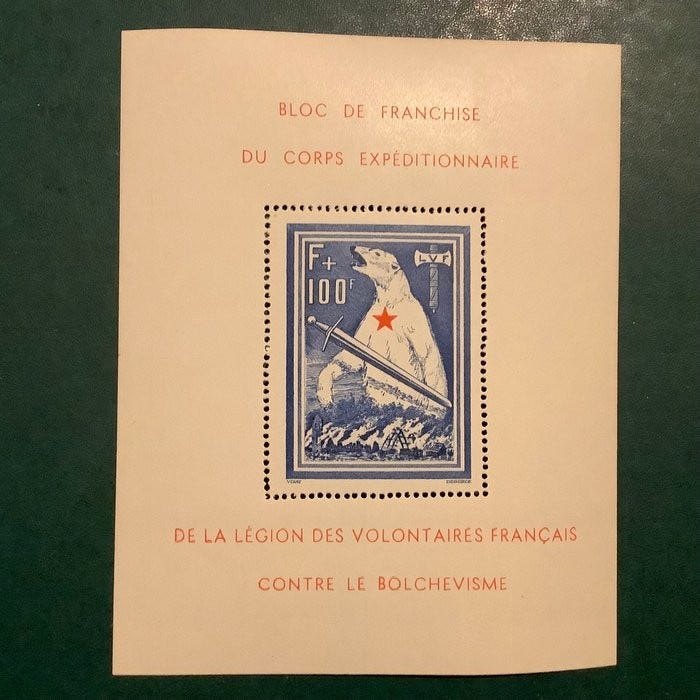 BLOC DE FRANCHISE
DU CORPS EXPÉDITIONNAIRE
F+
100F
LVF
DE LA LÉGION DES VOLONTAIRES FRANÇAIS
CONTRE LE BOLCHEVISME